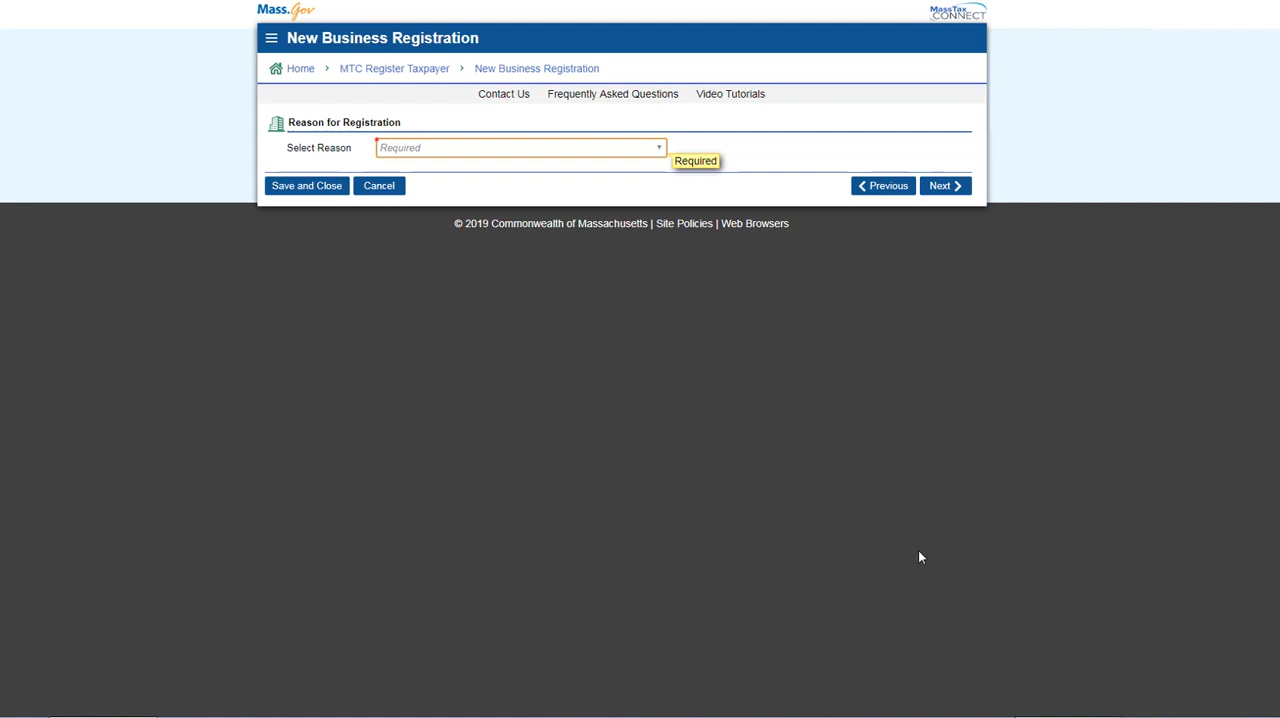 Mass.Gov
MassTax
CONNECT
New Business Registration
Home › MTC Register Taxpayer › New Business Registration
Contact Us Frequently Asked Questions Video Tutorials
Reason for Registration
Select Reason * Required
Required
Save and Close Cancel Previous Next
© 2019 Commonwealth of Massachusetts | Site Policies | Web Browsers